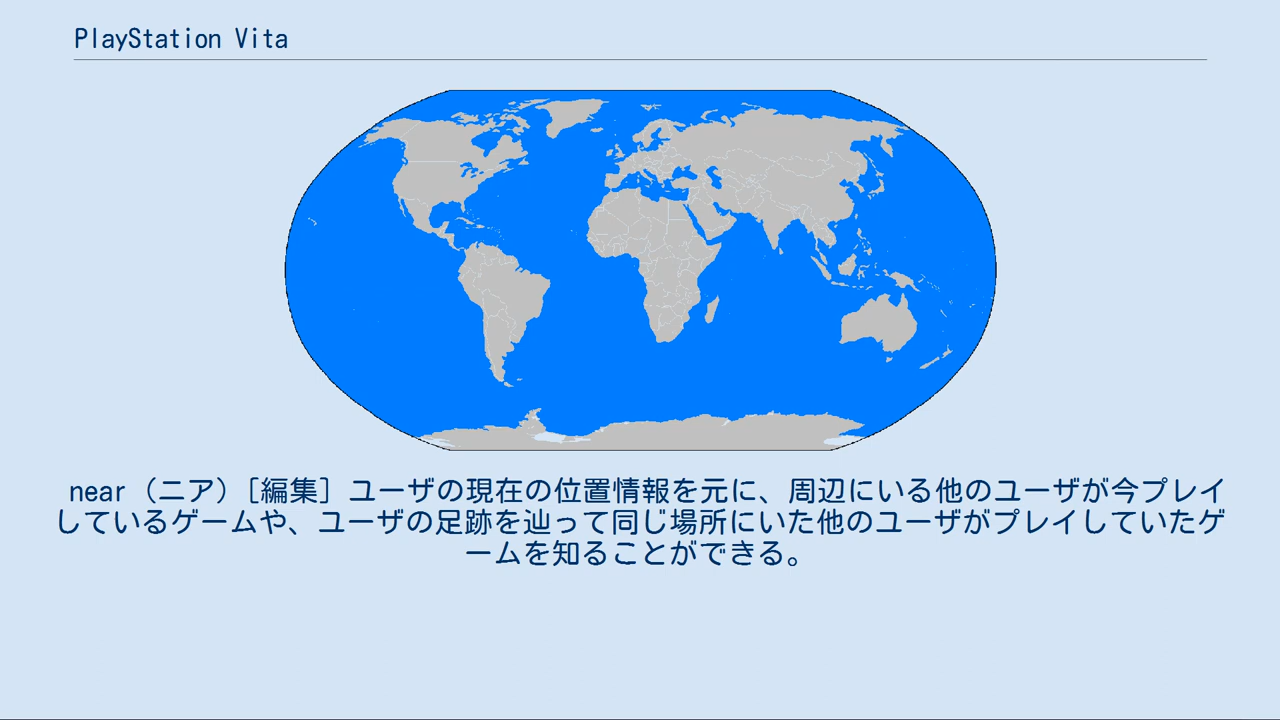 PlayStation Vita
near（ニア）［編集］ユーザの現在の位置情報を元に、周辺にいる他のユーザが今プレイ
しているゲームや、ユーザの足跡を辿って同じ場所にいた他のユーザがプレイしていたゲ
ームを知ることができる。